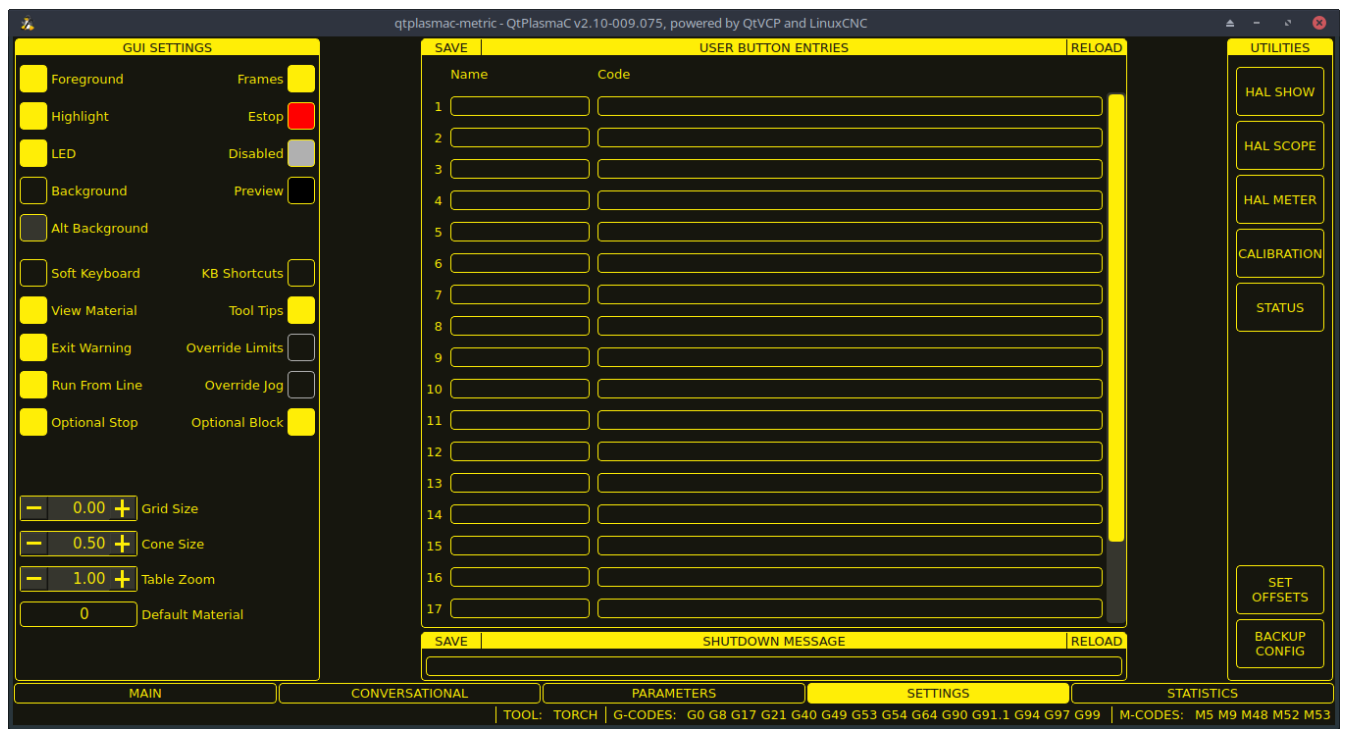 qtplasmac-metric - QtPlasmaC v2.10-009.075, powered by QtVCP and LinuxCNC
GUI SETTINGS
Foreground Frames
Highlight Estop
LED Disabled
Background Preview
Alt Background
Soft Keyboard KB Shortcuts
View Material Tool Tips
Exit Warning Override Limits
Run From Line Override Jog
Optional Stop Optional Block
0.00 Grid Size
0.50 Cone Size
1.00 Table Zoom
0 Default Material
SAVE USER BUTTON ENTRIES RELOAD
Name Code
1
2
3
4
5
6
7
8
9
10
11
12
13
14
15
16
17
SAVE SHUTDOWN MESSAGE RELOAD
UTILITIES
HAL SHOW
HAL SCOPE
HAL METER
CALIBRATION
STATUS
SET
OFFSETS
BACKUP
CONFIG
MAIN CONVERSATIONAL PARAMETERS SETTINGS STATISTICS
TOOL: TORCH G-CODES: G0 G8 G17 G21 G40 G49 G53 G54 G64 G90 G91.1 G94 G97 G99 M-CODES: M5 M9 M48 M52 M53